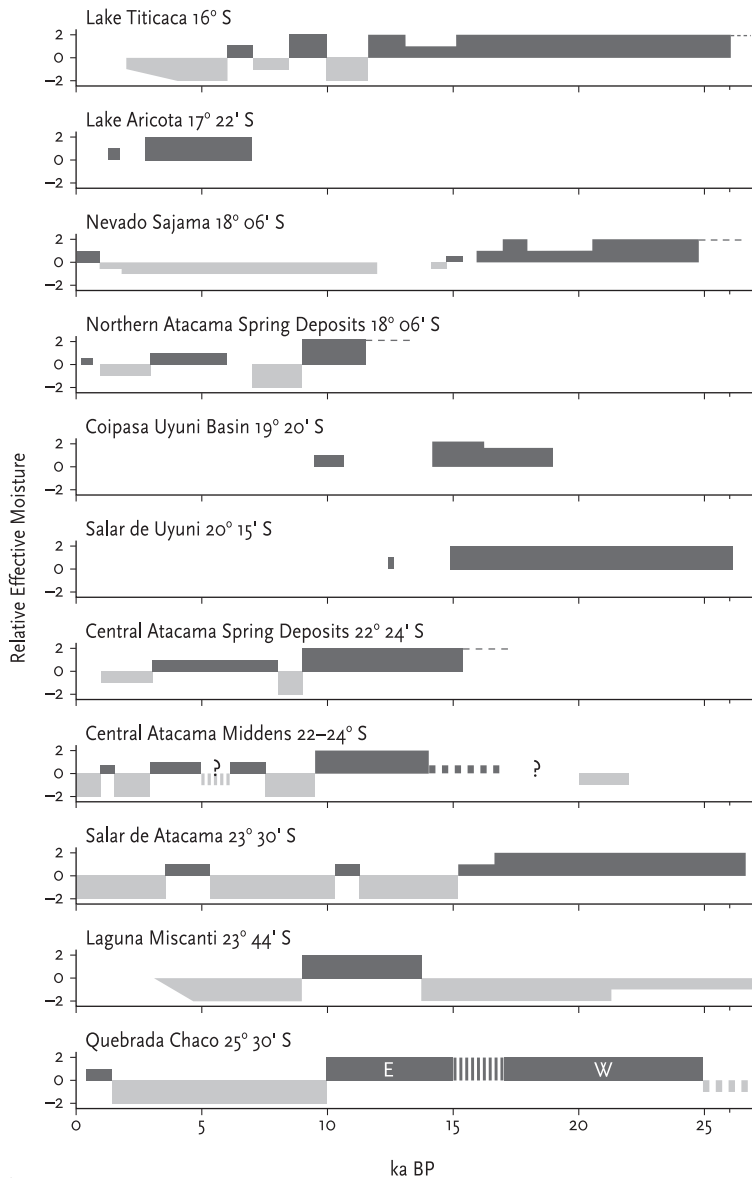 Lake Titicaca 16° S
2
0
−2
Lake Aricota 17° 22' S
2
0
−2
Nevado Sajama 18° 06' S
2
0
−2
Northern Atacama Spring Deposits 18° 06' S
2
0
−2
Coipasa Uyuni Basin 19° 20' S
2
0
−2
Relative Effective Moisture
Salar de Uyuni 20° 15' S
2
0
−2
Central Atacama Spring Deposits 22° 24' S
2
0
−2
Central Atacama Middens 22–24° S
2
0
−2
? ?
Salar de Atacama 23° 30' S
2
0
−2
Laguna Miscanti 23° 44' S
2
0
−2
Quebrada Chaco 25° 30' S
2
0
−2
E W
0 5 10 15 20 25
ka BP